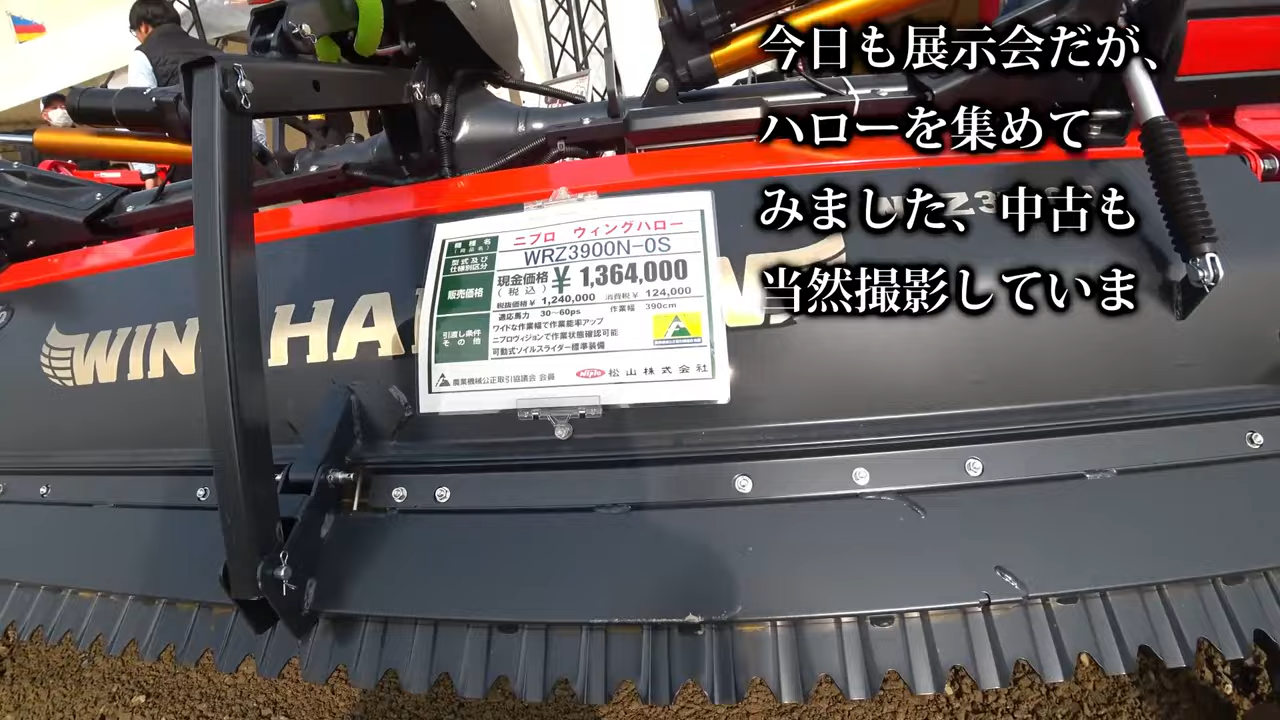 今日も展示会だが、
ハローを集めて
みました、中古も
当然撮影していま
機種名
(商品名)
ニプロ ウィングハロー
型式及び
仕様別区分
WRZ3900N-0S
販売価格
現金価格
(税込)
¥ 1,364,000
税抜価格¥ 1,240,000 消費税¥ 124,000
引渡し条件
その他
適応馬力 30~60ps 作業幅 390cm
ワイドな作業幅で作業能率アップ
ニプロヴィジョンで作業状態確認可能
可動式ソイルスライダー標準装備
農業機械公正取引協議会 会員
Niplo 松山株式会社
WIN HA